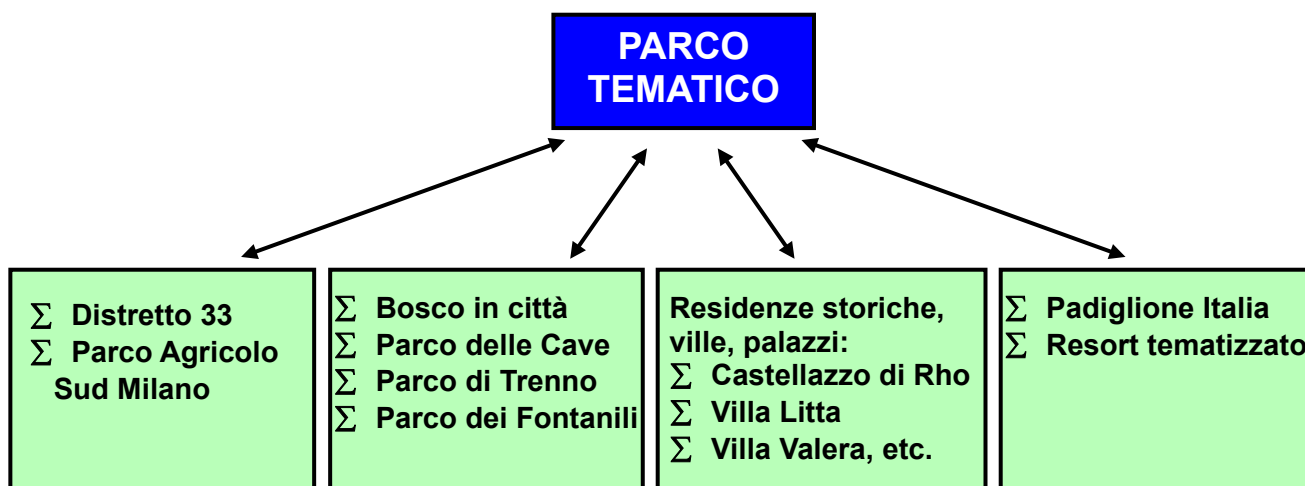 PARCO
TEMATICO
∑ Distretto 33
∑ Parco Agricolo
Sud Milano
∑ Bosco in città
∑ Parco delle Cave
∑ Parco di Trenno
∑ Parco dei Fontanili
Residenze storiche,
ville, palazzi:
∑ Castellazzo di Rho
∑ Villa Litta
∑ Villa Valera, etc.
∑ Padiglione Italia
∑ Resort tematizzato